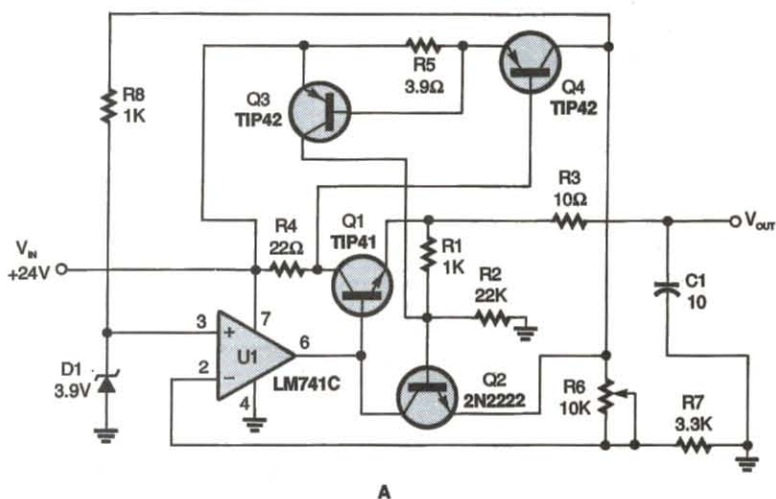 R8
1K
Q3
TIP42
R5
3.9Ω
Q4
TIP42
R3
10Ω
VOUT
R4
22Ω
Q1
TIP41
R1
1K
R2
22K
VIN
+24V
C1
10
3
+
7
U1
6
2
−
LM741C
4
D1
3.9V
Q2
2N2222
R6
10K
R7
3.3K
A